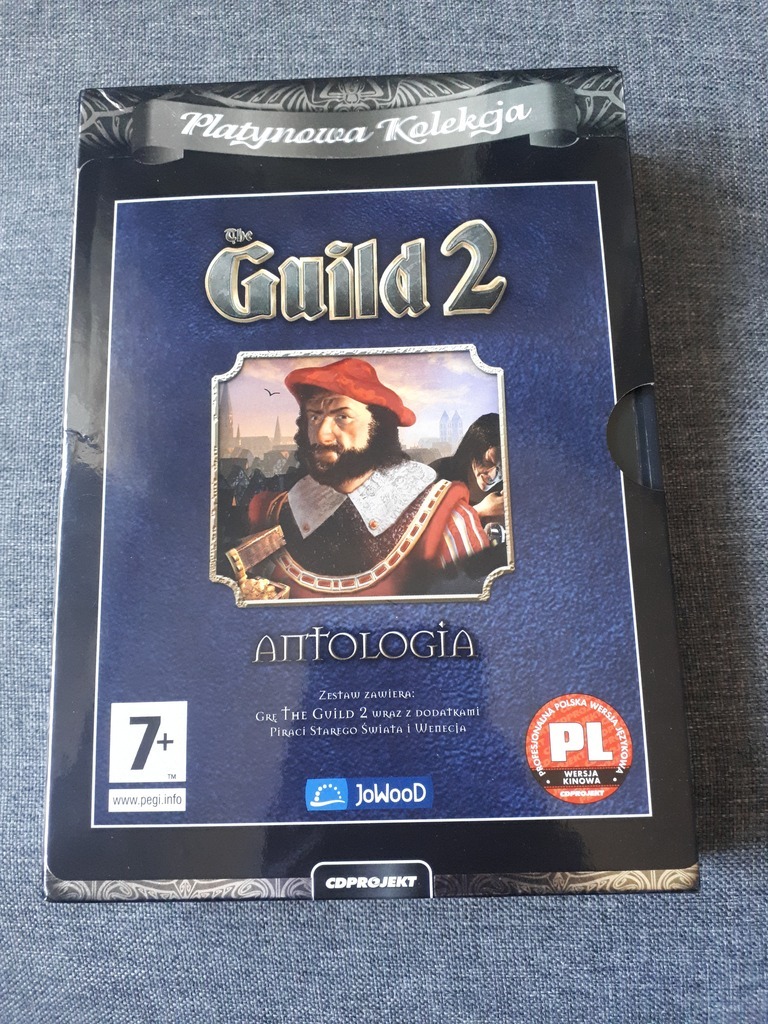 Platynowa Kolekcja
The
Guild 2
Antologia
Zestaw zawiera:
Grę The Guild 2 wraz z dodatkami
Piraci Starego Świata i Wenecja
7+
TM
www.pegi.info
JoWooD
PROFESJONALNA POLSKA WERSJA JĘZYKOWA
PL
WERSJA
KINOWA
CDPROJEKT
CDPROJEKT